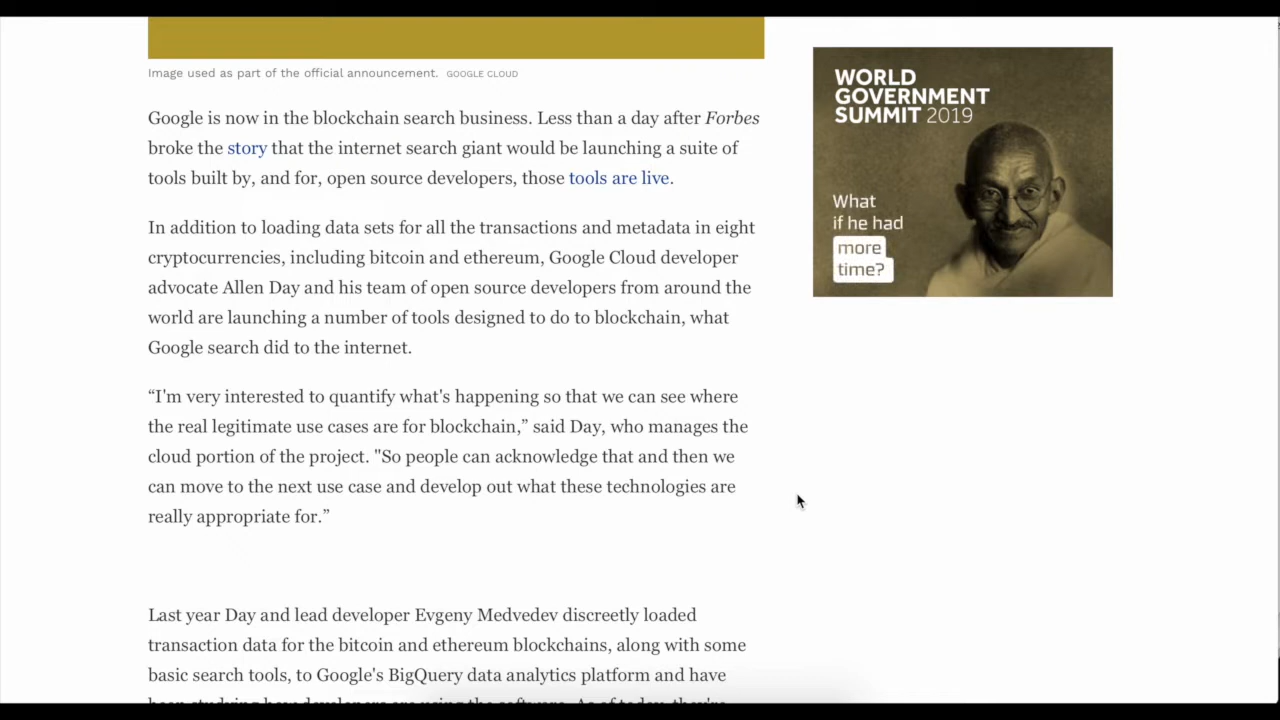 Image used as part of the official announcement. GOOGLE CLOUD
Google is now in the blockchain search business. Less than a day after Forbes
broke the story that the internet search giant would be launching a suite of
tools built by, and for, open source developers, those tools are live.
In addition to loading data sets for all the transactions and metadata in eight
cryptocurrencies, including bitcoin and ethereum, Google Cloud developer
advocate Allen Day and his team of open source developers from around the
world are launching a number of tools designed to do to blockchain, what
Google search did to the internet.
“I'm very interested to quantify what's happening so that we can see where
the real legitimate use cases are for blockchain,” said Day, who manages the
cloud portion of the project. "So people can acknowledge that and then we
can move to the next use case and develop out what these technologies are
really appropriate for.”
Last year Day and lead developer Evgeny Medvedev discreetly loaded
transaction data for the bitcoin and ethereum blockchains, along with some
basic search tools, to Google's BigQuery data analytics platform and have
WORLD
GOVERNMENT
SUMMIT 2019
What
if he had
more
time?